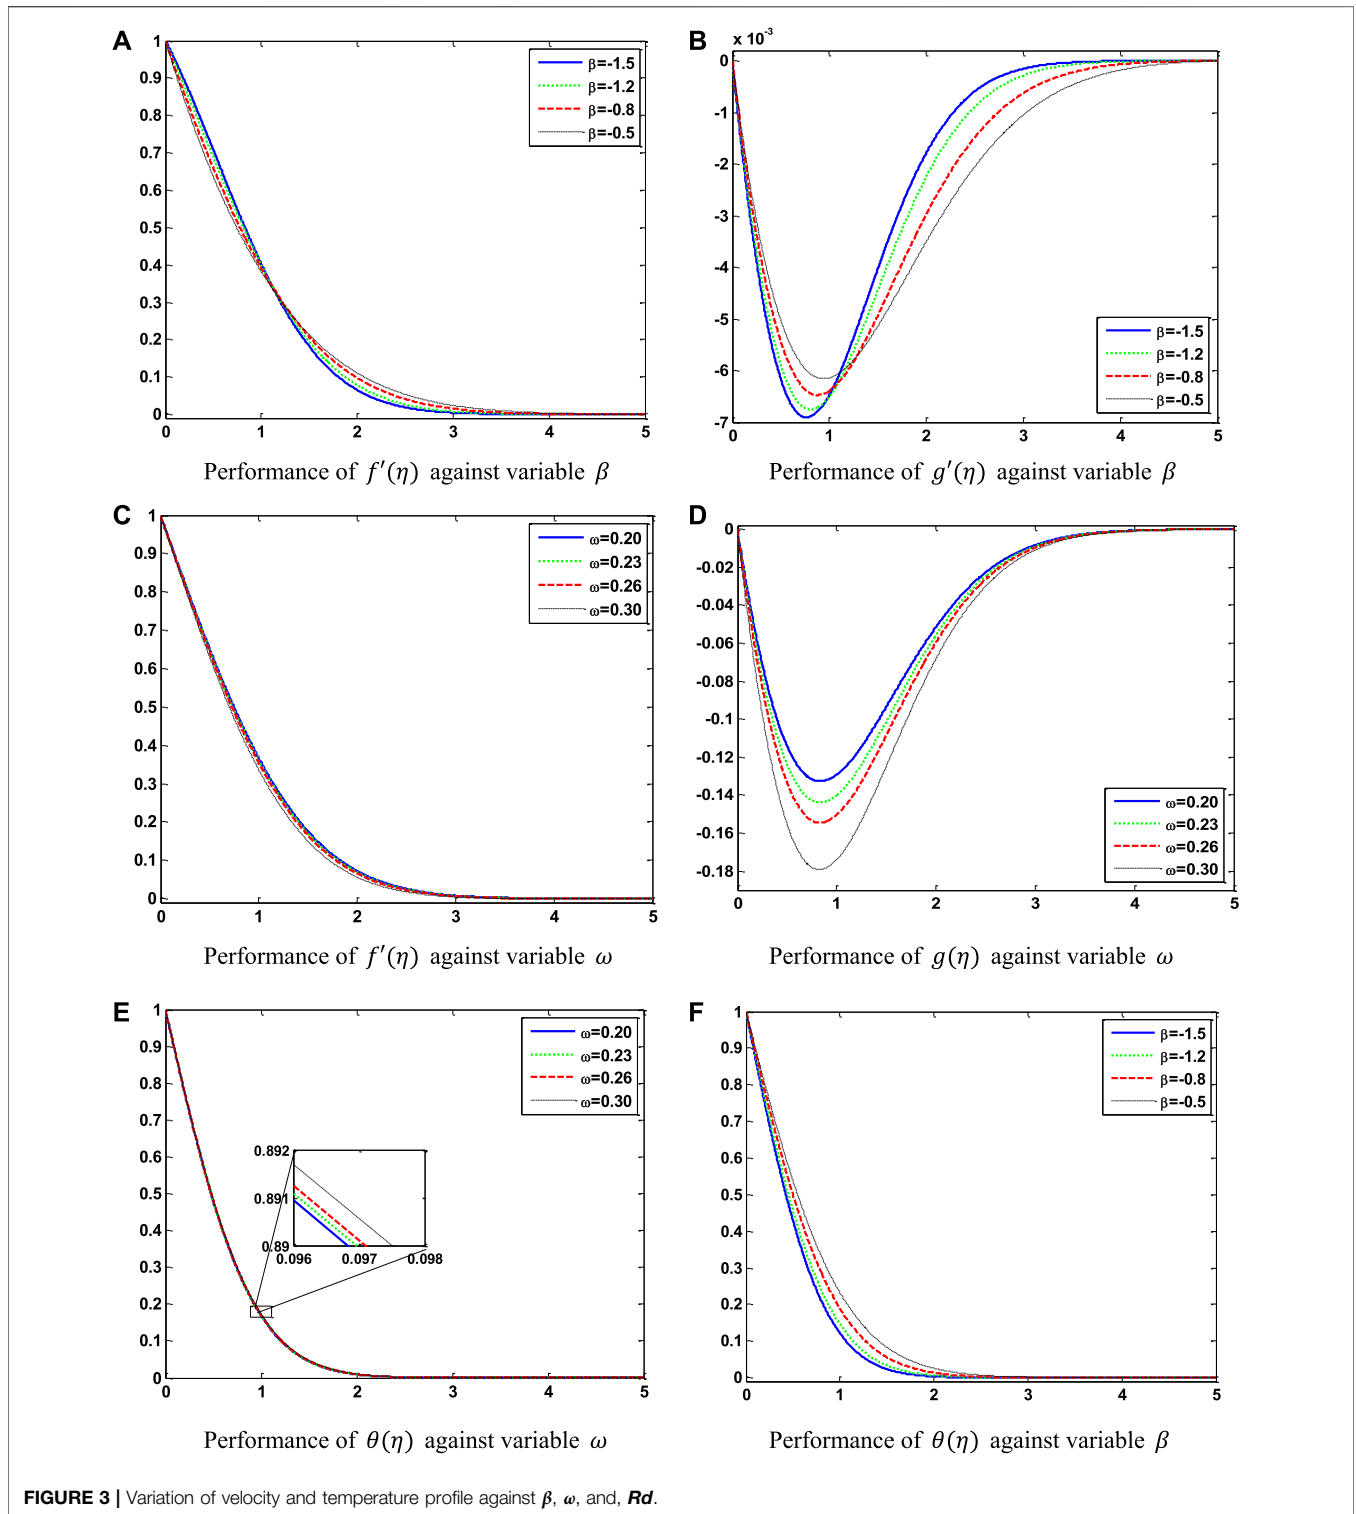 A
1
0.9
0.8
0.7
0.6
0.5
0.4
0.3
0.2
0.1
0
0 1 2 3 4 5
β=-1.5
β=-1.2
β=-0.8
β=-0.5
Performance of f′(η) against variable β
B
x 10⁻³
0
-1
-2
-3
-4
-5
-6
-7
0 1 2 3 4 5
β=-1.5
β=-1.2
β=-0.8
β=-0.5
Performance of g′(η) against variable β
C
1
0.9
0.8
0.7
0.6
0.5
0.4
0.3
0.2
0.1
0
0 1 2 3 4 5
ω=0.20
ω=0.23
ω=0.26
ω=0.30
Performance of f′(η) against variable ω
D
0
-0.02
-0.04
-0.06
-0.08
-0.1
-0.12
-0.14
-0.16
-0.18
0 1 2 3 4 5
ω=0.20
ω=0.23
ω=0.26
ω=0.30
Performance of g(η) against variable ω
E
1
0.9
0.8
0.7
0.6
0.5
0.4
0.3
0.2
0.1
0
0 1 2 3 4 5
ω=0.20
ω=0.23
ω=0.26
ω=0.30
0.892
0.891
0.89
0.096 0.097 0.098
Performance of θ(η) against variable ω
F
1
0.9
0.8
0.7
0.6
0.5
0.4
0.3
0.2
0.1
0
0 1 2 3 4 5
β=-1.5
β=-1.2
β=-0.8
β=-0.5
Performance of θ(η) against variable β
FIGURE 3 | Variation of velocity and temperature profile against β, ω, and, Rd.